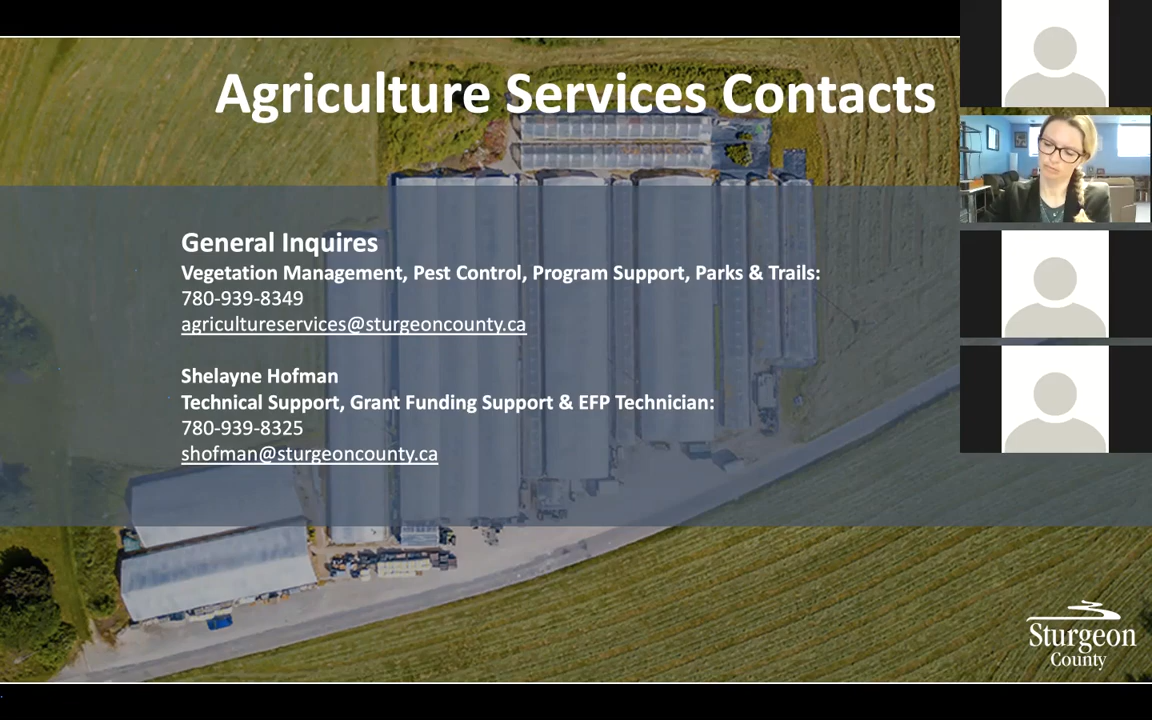 Agriculture Services Contacts
General Inquires
Vegetation Management, Pest Control, Program Support, Parks & Trails:
780-939-8349
agricultureservices@sturgeoncounty.ca
Shelayne Hofman
Technical Support, Grant Funding Support & EFP Technician:
780-939-8325
shofman@sturgeoncounty.ca
Sturgeon
County